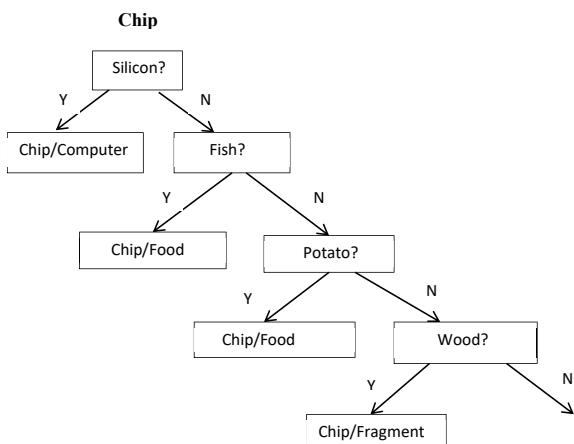 Chip
Silicon?
Y N
Chip/Computer Fish?
Y N
Chip/Food Potato?
Y N
Chip/Food Wood?
Y N
Chip/Fragment